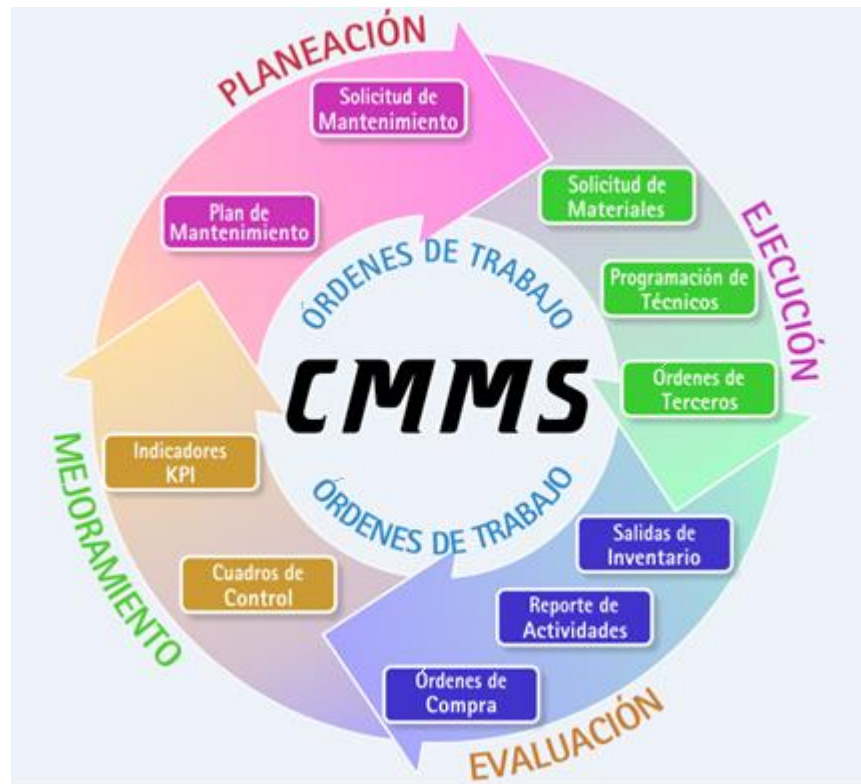 PLANEACIÓN
Solicitud de
Mantenimiento
Plan de
Mantenimiento
EJECUCIÓN
Solicitud de
Materiales
Programación de
Técnicos
Órdenes de
Terceros
ÓRDENES DE TRABAJO
CMMS
ÓRDENES DE TRABAJO
Salidas de
Inventario
Reporte de
Actividades
Órdenes de
Compra
EVALUACIÓN
Indicadores
KPI
Cuadros de
Control
MEJORAMIENTO